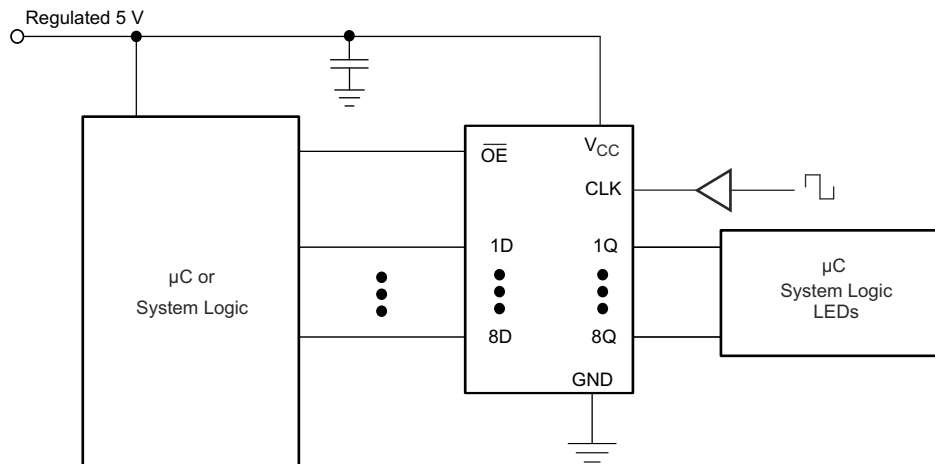 Regulated 5 V
OE
VCC
CLK
1D
1Q
8D
8Q
GND
µC or
System Logic
µC
System Logic
LEDs